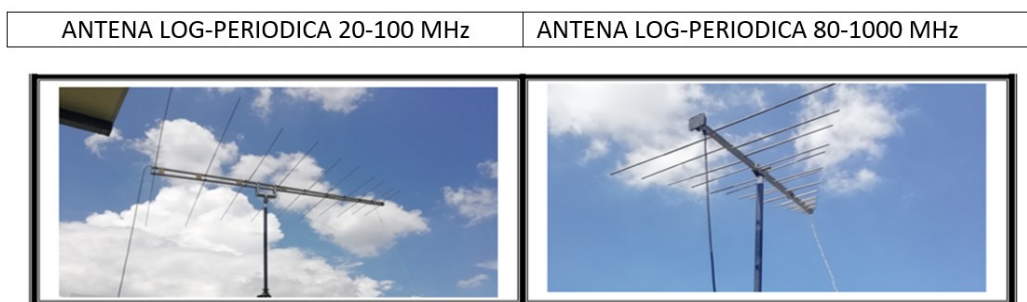 ANTENA LOG-PERIODICA 20-100 MHz
ANTENA LOG-PERIODICA 80-1000 MHz